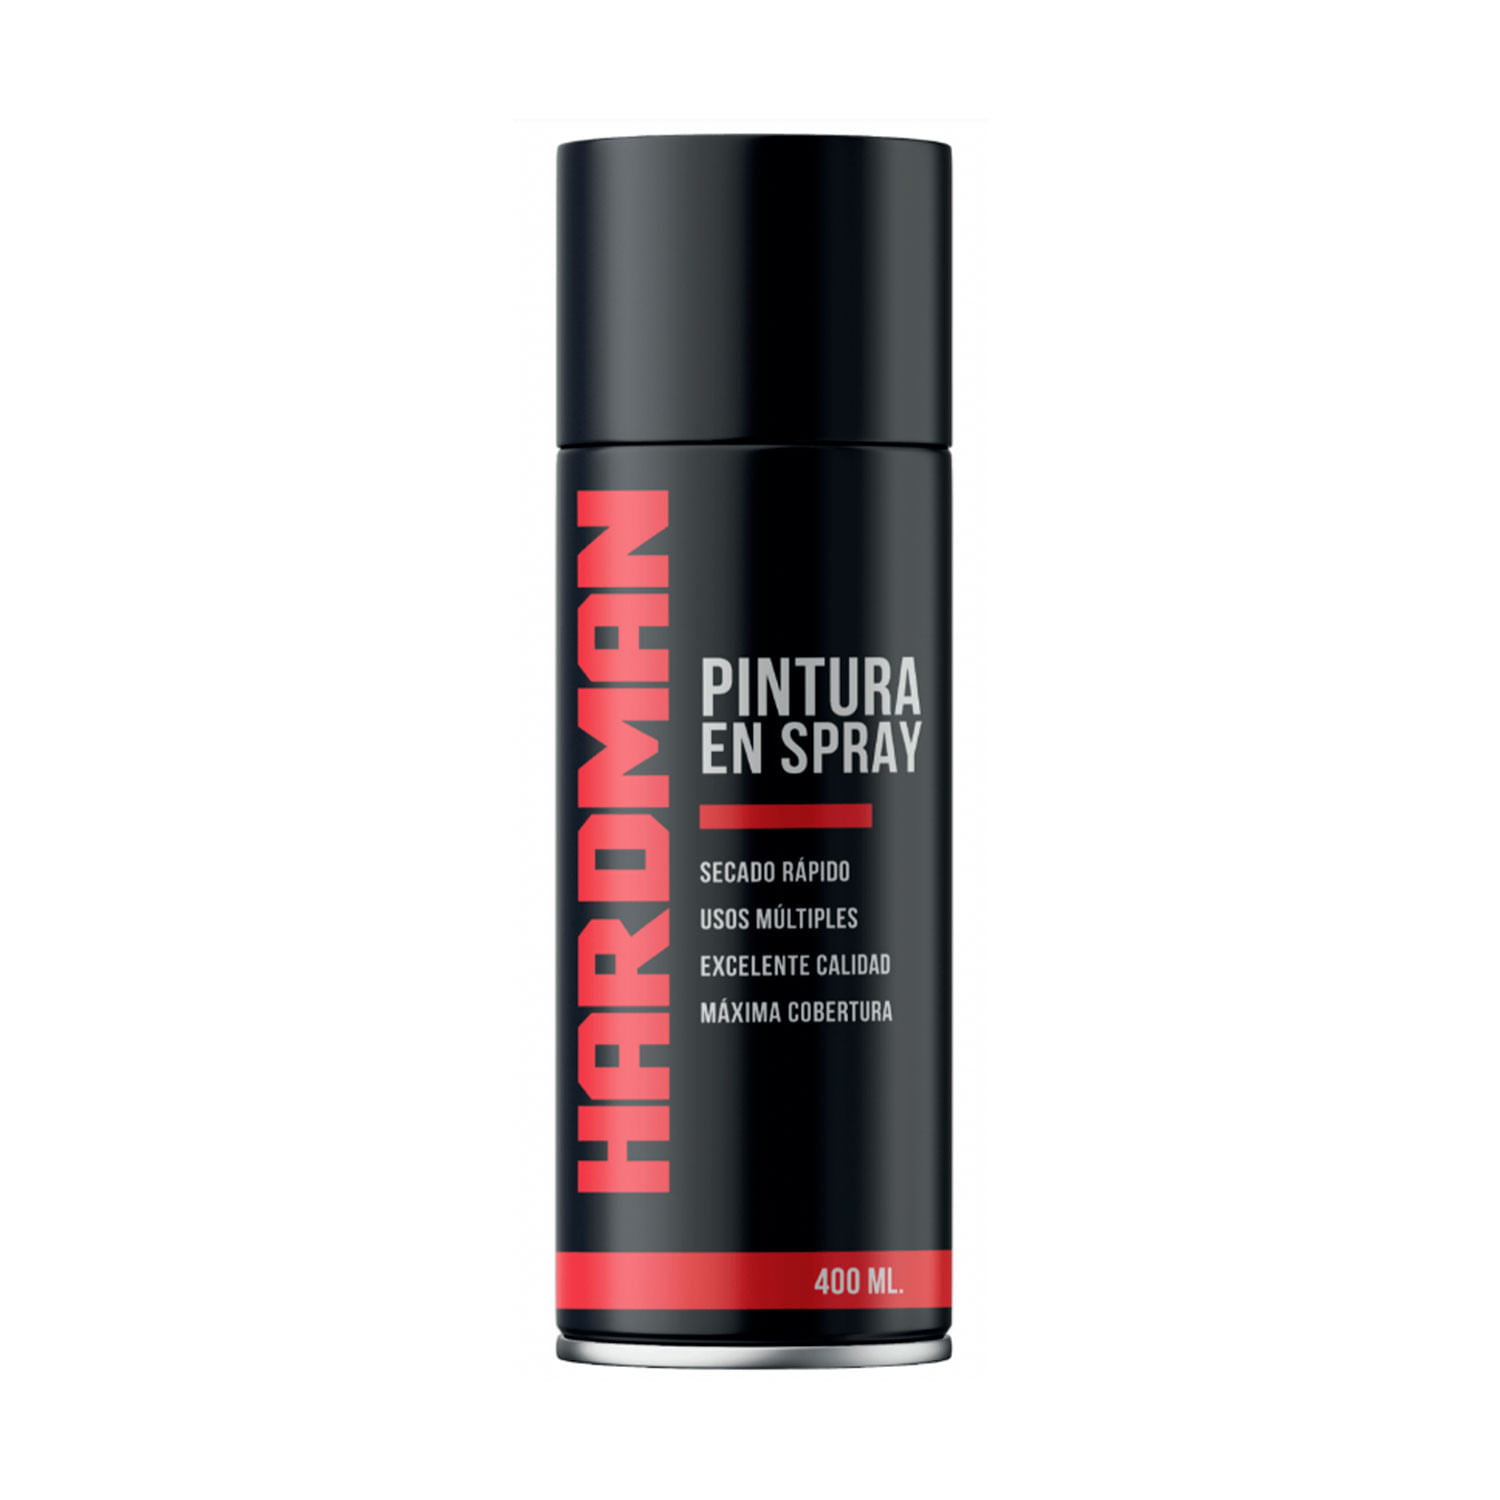 HARDMAN
PINTURA
EN SPRAY
SECADO RÁPIDO
USOS MÚLTIPLES
EXCELENTE CALIDAD
MÁXIMA COBERTURA
400 ML.